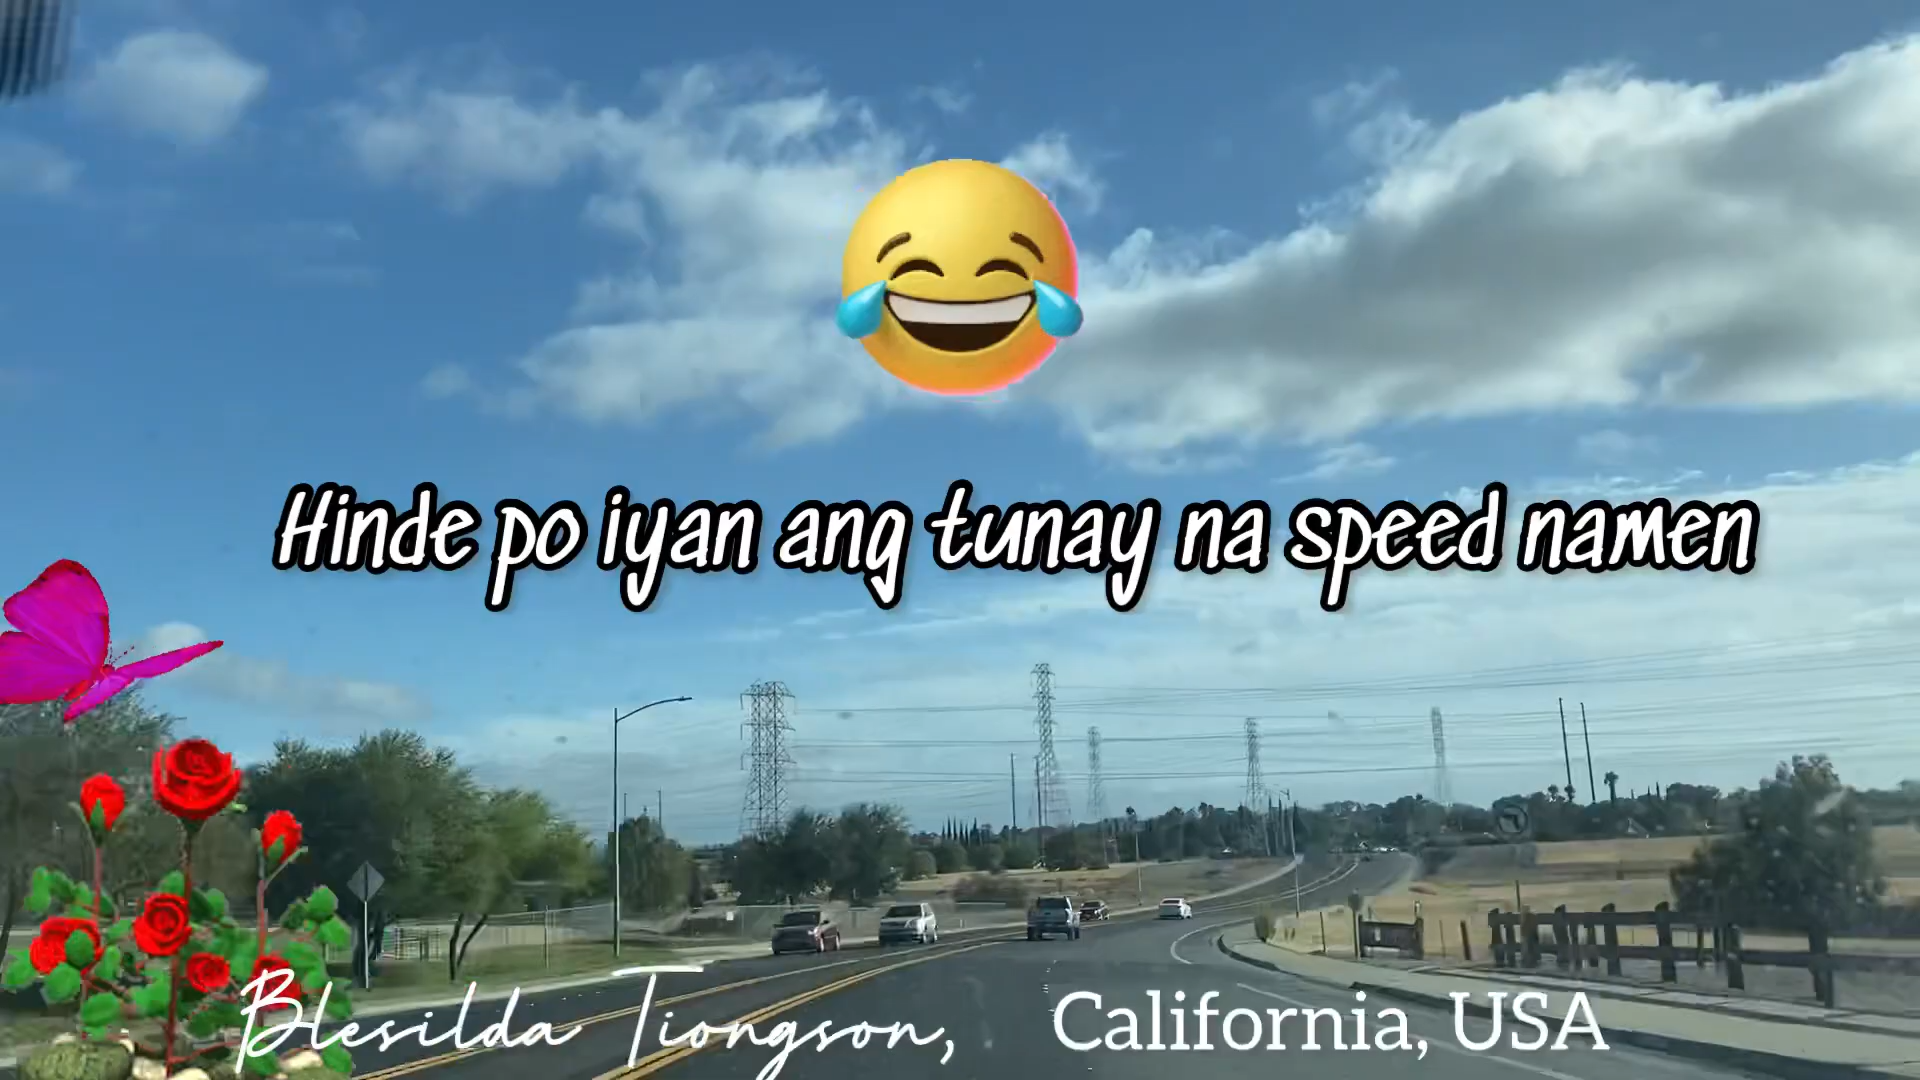 Hinde po iyan ang tunay na speed namen
Blesilda Tiongson, California, USA